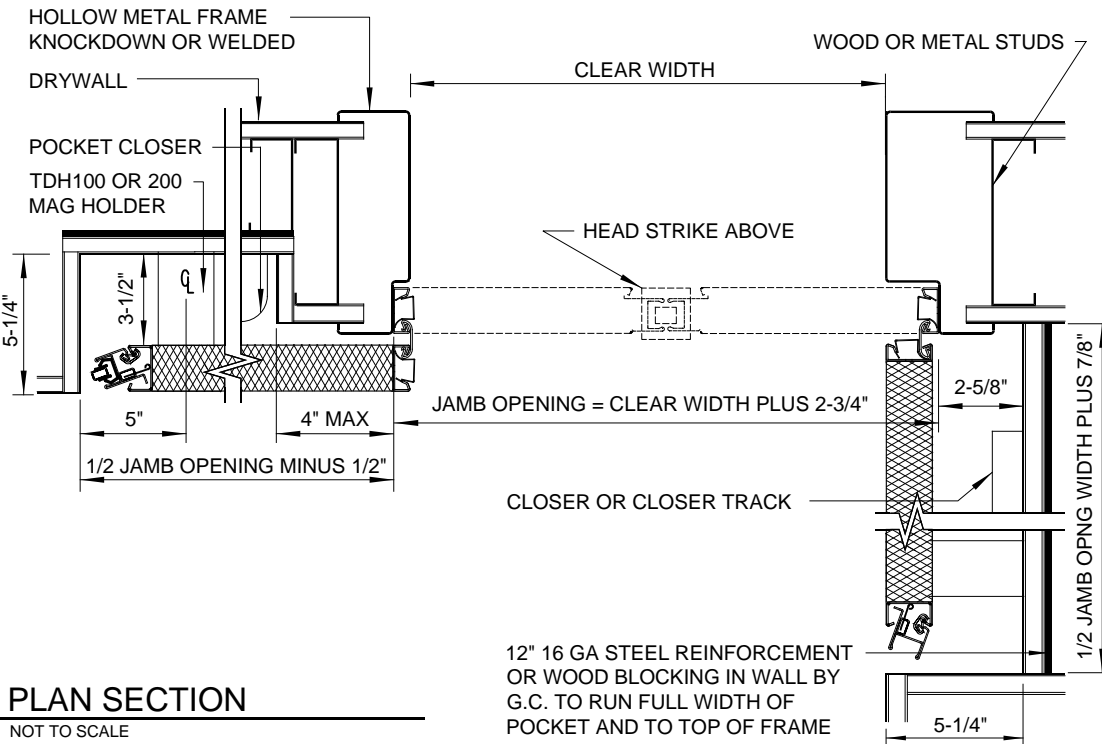 HOLLOW METAL FRAME
KNOCKDOWN OR WELDED
WOOD OR METAL STUDS
CLEAR WIDTH
DRYWALL
POCKET CLOSER
TDH100 OR 200
MAG HOLDER
HEAD STRIKE ABOVE
CL
3-1/2"
5-1/4"
2-5/8"
5"
4" MAX
JAMB OPENING = CLEAR WIDTH PLUS 2-3/4"
1/2 JAMB OPENING MINUS 1/2"
1/2 JAMB OPNG WIDTH PLUS 7/8"
CLOSER OR CLOSER TRACK
12" 16 GA STEEL REINFORCEMENT
OR WOOD BLOCKING IN WALL BY
G.C. TO RUN FULL WIDTH OF
POCKET AND TO TOP OF FRAME
5-1/4"
PLAN SECTION
NOT TO SCALE